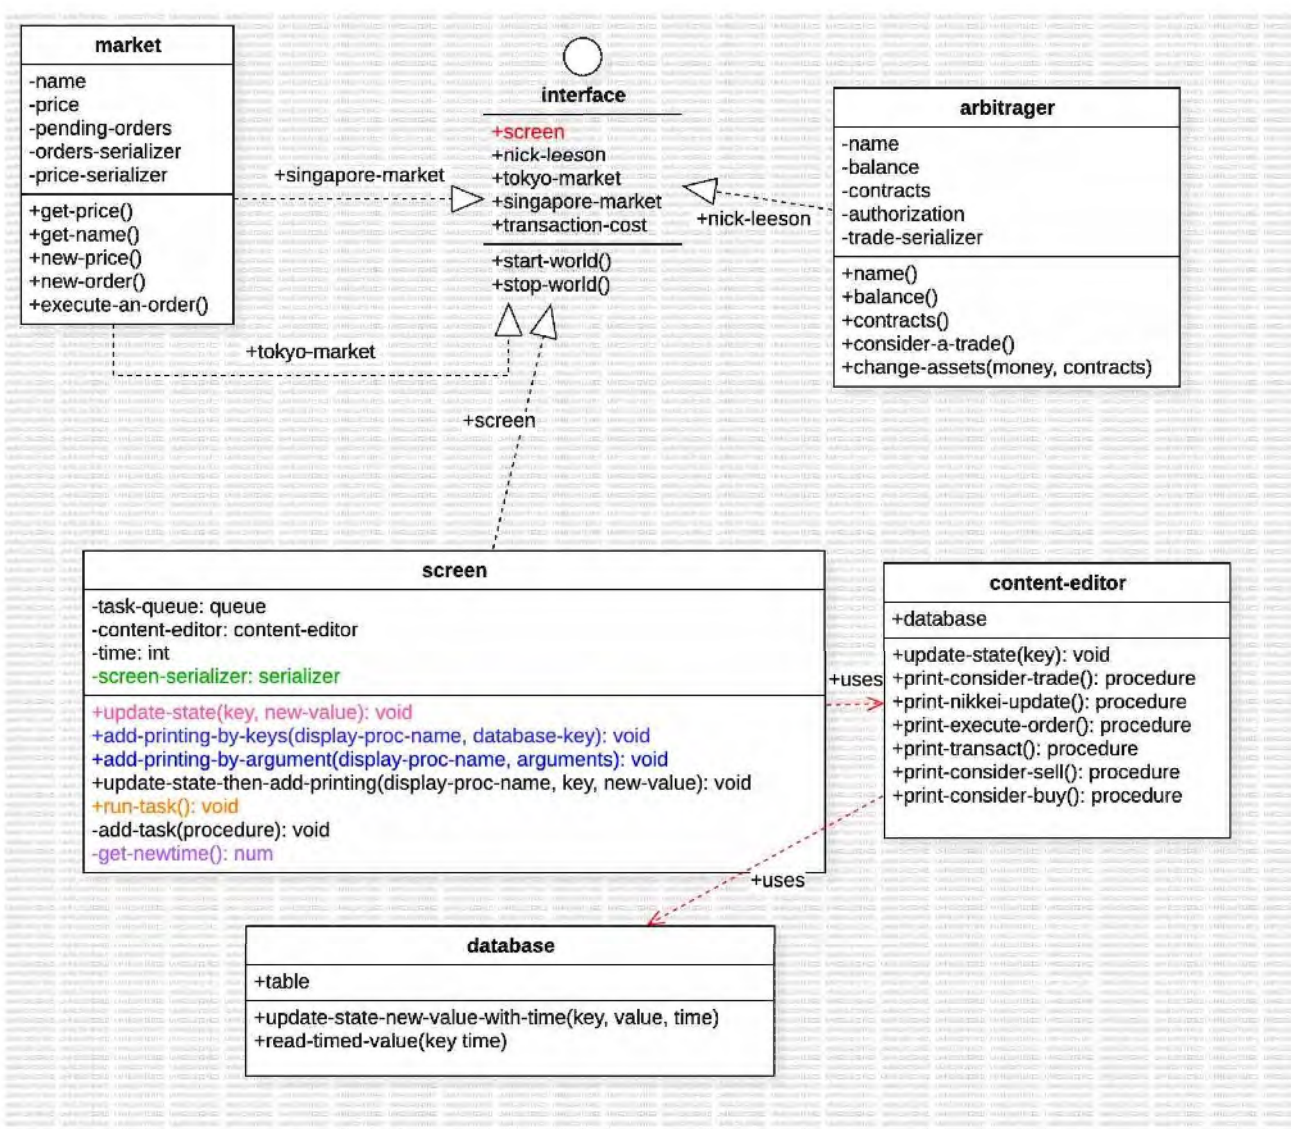 market
-name
-price
-pending-orders
-orders-serializer
-price-serializer
+get-price()
+get-name()
+new-price()
+new-order()
+execute-an-order()
+singapore-market
+tokyo-market
interface
+screen
+nick-leeson
+tokyo-market
+singapore-market
+transaction-cost
+start-world()
+stop-world()
+nick-leeson
arbitrager
-name
-balance
-contracts
-authorization
-trade-serializer
+name()
+balance()
+contracts()
+consider-a-trade()
+change-assets(money, contracts)
+screen
screen
-task-queue: queue
-content-editor: content-editor
-time: int
-screen-serializer: serializer
+update-state(key, new-value): void
+add-printing-by-keys(display-proc-name, database-key): void
+add-printing-by-argument(display-proc-name, arguments): void
+update-state-then-add-printing(display-proc-name, key, new-value): void
+run-task(): void
-add-task(procedure): void
-get-newtime(): num
+uses
content-editor
+database
+update-state(key): void
+print-consider-trade(): procedure
+print-nikkei-update(): procedure
+print-execute-order(): procedure
+print-transact(): procedure
+print-consider-sell(): procedure
+print-consider-buy(): procedure
+uses
database
+table
+update-state-new-value-with-time(key, value, time)
+read-timed-value(key time)